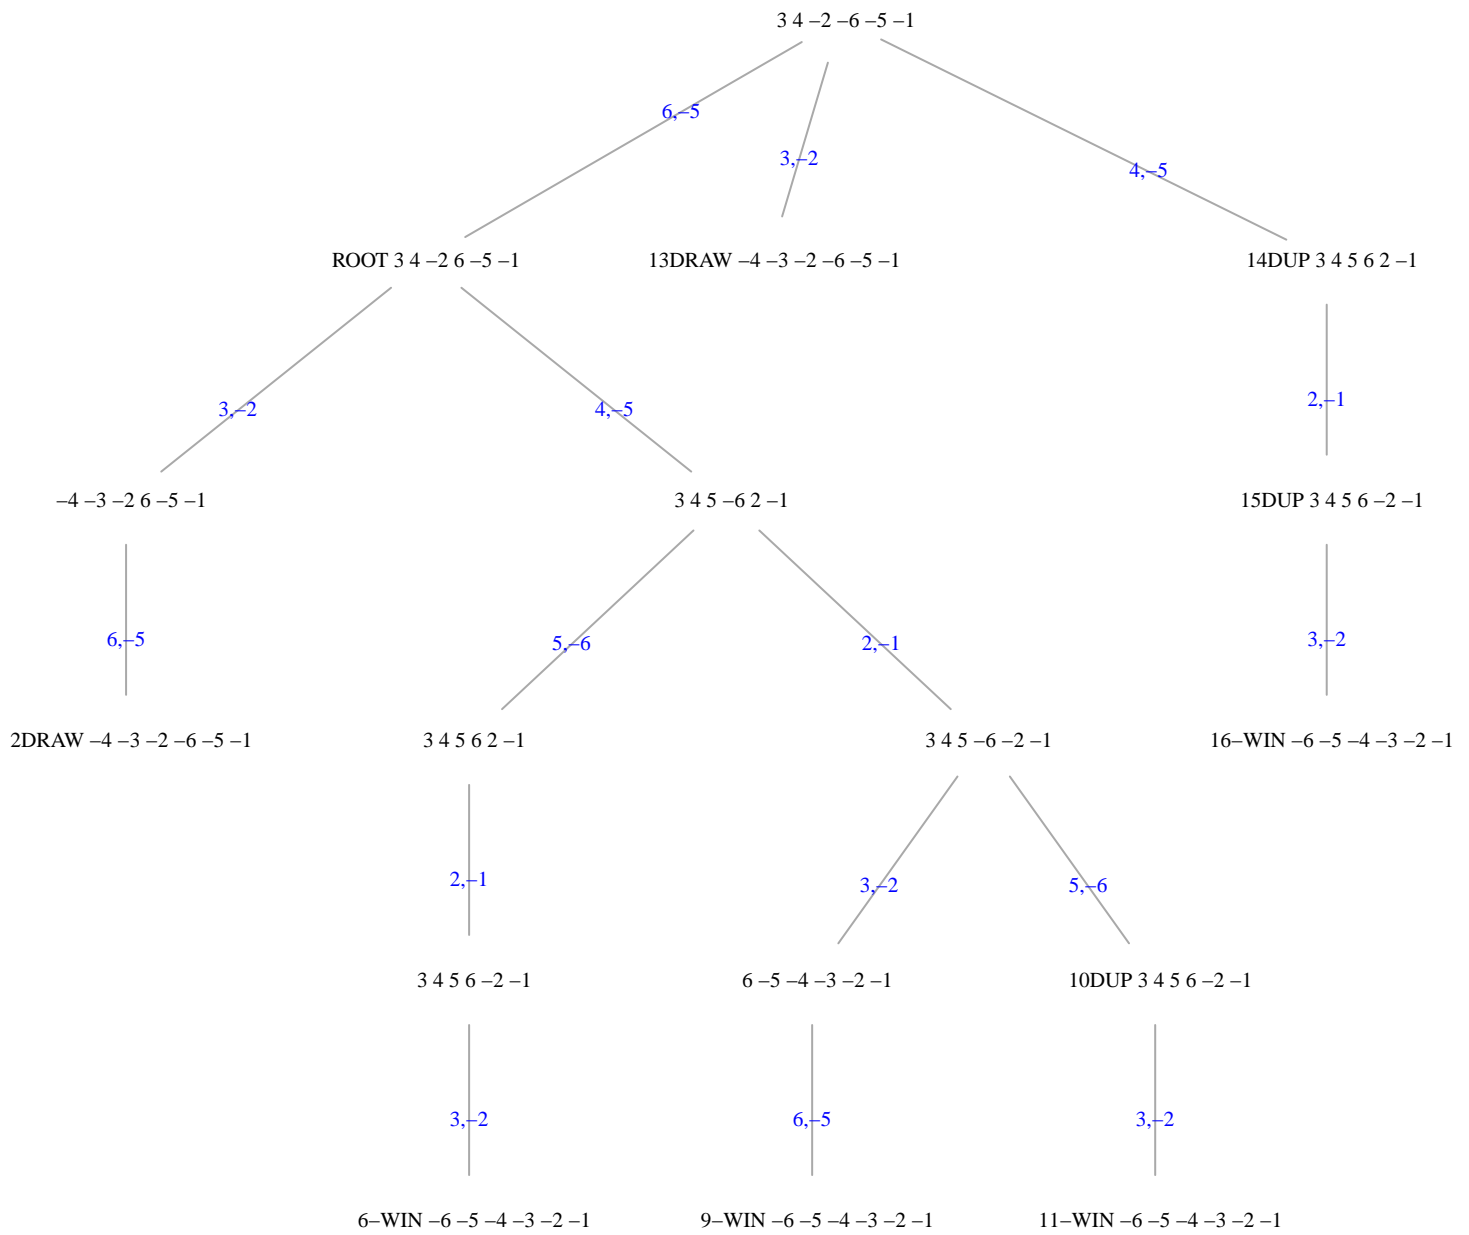 3 4 –2 –6 –5 –1
6,–5
3,–2
4,–5
ROOT 3 4 –2 6 –5 –1
13DRAW –4 –3 –2 –6 –5 –1
14DUP 3 4 5 6 2 –1
3,–2
4,–5
2,–1
–4 –3 –2 6 –5 –1
3 4 5 –6 2 –1
15DUP 3 4 5 6 –2 –1
6,–5
5,–6
2,–1
3,–2
2DRAW –4 –3 –2 –6 –5 –1
3 4 5 6 2 –1
3 4 5 –6 –2 –1
16–WIN –6 –5 –4 –3 –2 –1
2,–1
3,–2
5,–6
3 4 5 6 –2 –1
6 –5 –4 –3 –2 –1
10DUP 3 4 5 6 –2 –1
3,–2
6,–5
3,–2
6–WIN –6 –5 –4 –3 –2 –1
9–WIN –6 –5 –4 –3 –2 –1
11–WIN –6 –5 –4 –3 –2 –1